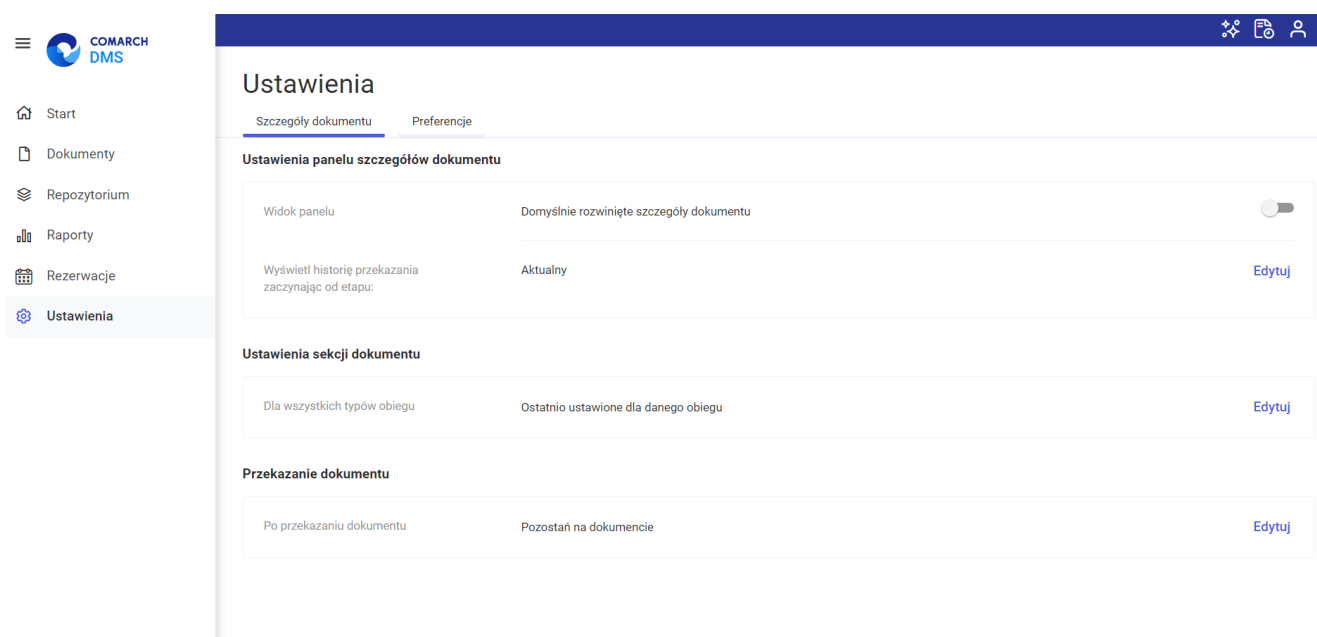 COMARCH
DMS
Start
Dokumenty
Repozytorium
Raporty
Rezerwacje
Ustawienia
Ustawienia
Szczegóły dokumentu
Preferencje
Ustawienia panelu szczegółów dokumentu
Widok panelu
Domyślnie rozwinięte szczegóły dokumentu
Wyświetl historię przekazania
zaczynając od etapu:
Aktualny
Edytuj
Ustawienia sekcji dokumentu
Dla wszystkich typów obiegu
Ostatnio ustawione dla danego obiegu
Edytuj
Przekazanie dokumentu
Po przekazaniu dokumentu
Pozostań na dokumencie
Edytuj